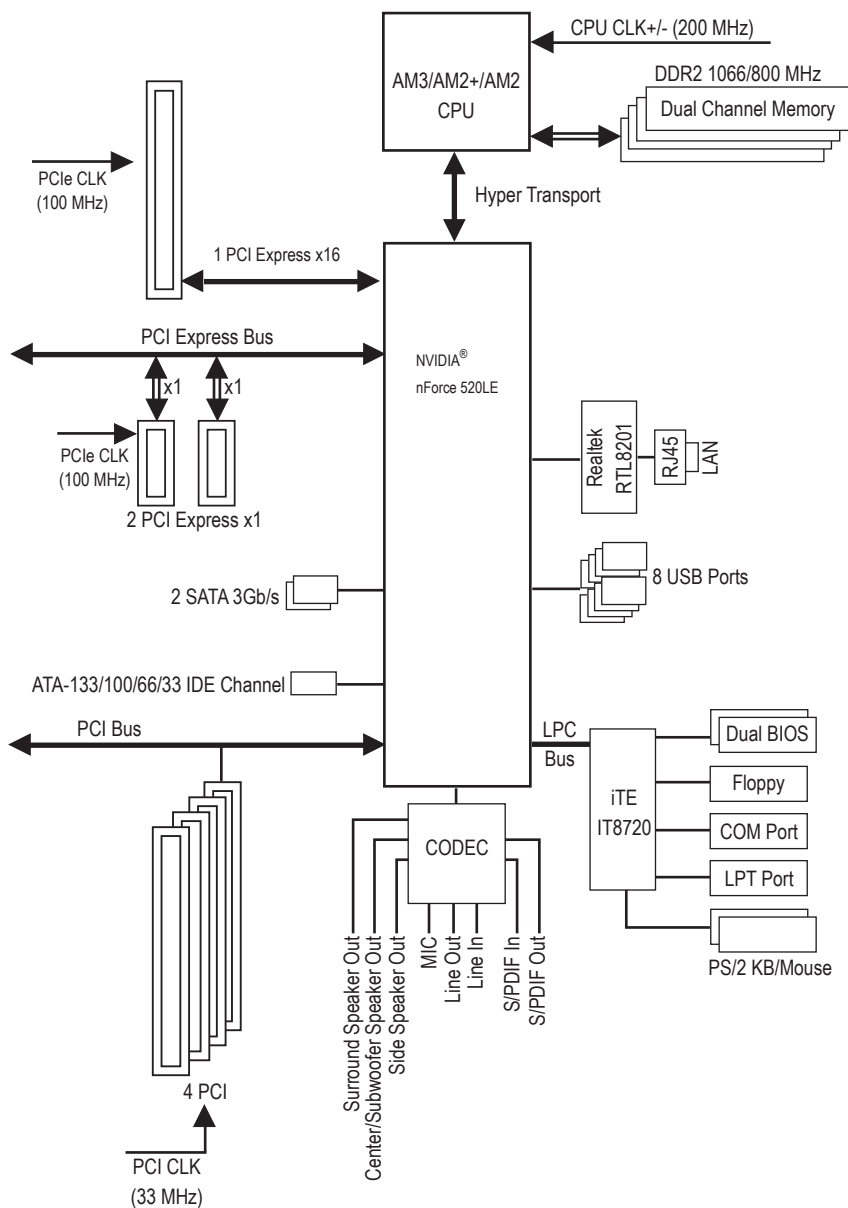 CPU CLK+/- (200 MHz)
AM3/AM2+/AM2
CPU
DDR2 1066/800 MHz
Dual Channel Memory
PCIe CLK
(100 MHz)
Hyper Transport
1 PCI Express x16
PCI Express Bus
x1
x1
NVIDIA®
nForce 520LE
PCIe CLK
(100 MHz)
2 PCI Express x1
Realtek
RTL8201
RJ45
LAN
2 SATA 3Gb/s
8 USB Ports
ATA-133/100/66/33 IDE Channel
PCI Bus
LPC
Bus
iTE
IT8720
Dual BIOS
Floppy
COM Port
LPT Port
PS/2 KB/Mouse
CODEC
Surround Speaker Out
Center/Subwoofer Speaker Out
Side Speaker Out
MIC
Line Out
Line In
S/PDIF In
S/PDIF Out
4 PCI
PCI CLK
(33 MHz)